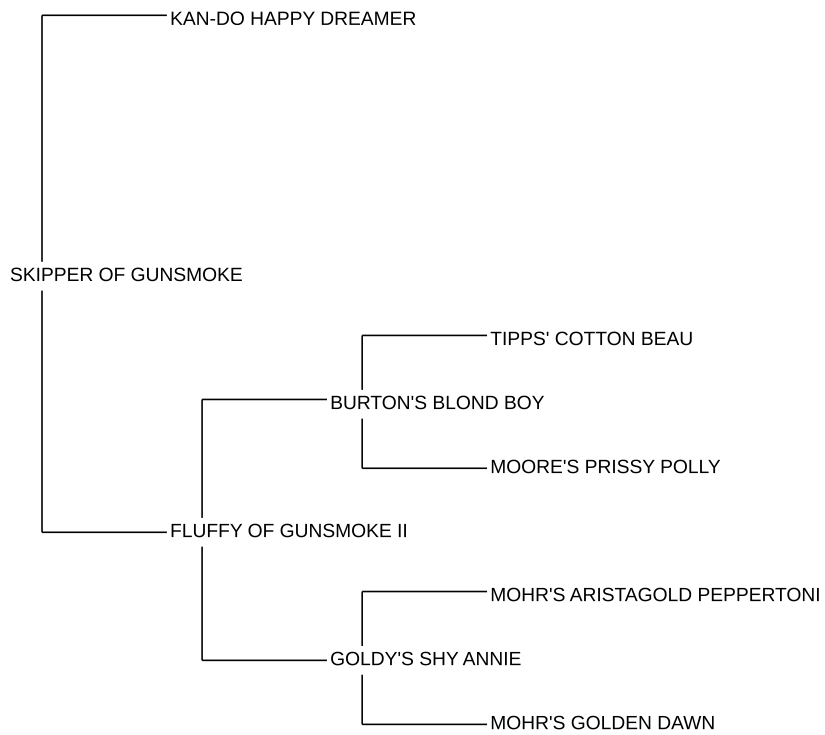 KAN-DO HAPPY DREAMER
SKIPPER OF GUNSMOKE
TIPPS' COTTON BEAU
BURTON'S BLOND BOY
MOORE'S PRISSY POLLY
FLUFFY OF GUNSMOKE II
MOHR'S ARISTAGOLD PEPPERTONI
GOLDY'S SHY ANNIE
MOHR'S GOLDEN DAWN